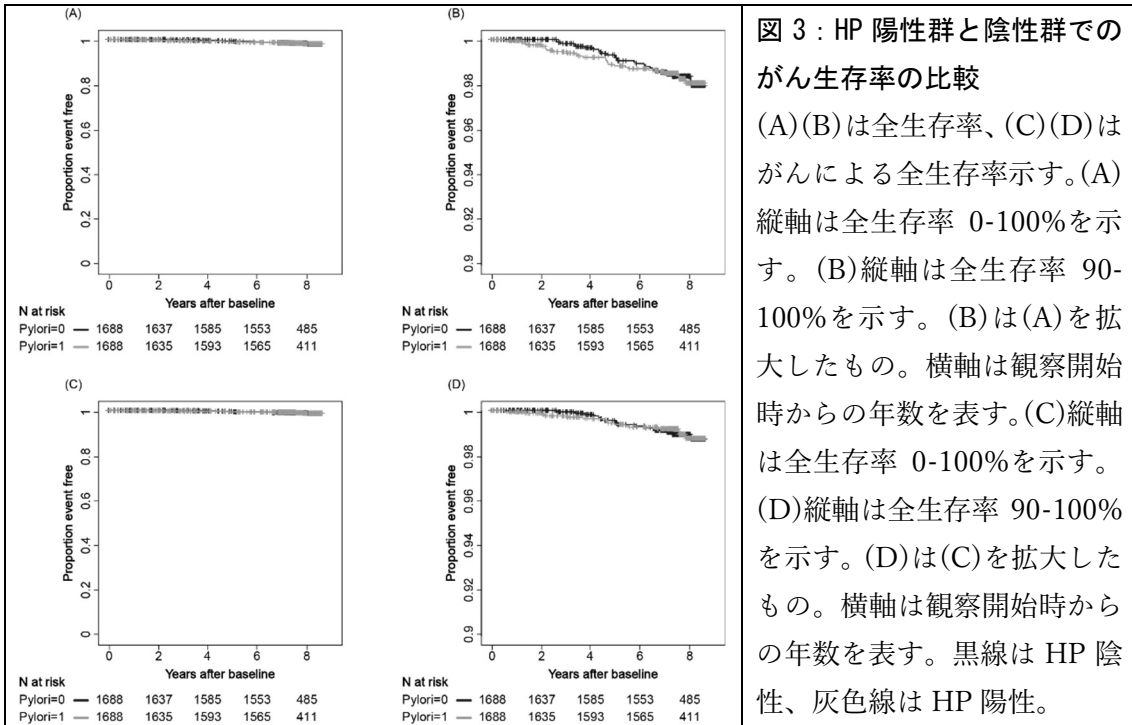 (A)
Proportion event free
1
0.8
0.6
0.4
0.2
0
0 2 4 6 8
Years after baseline
N at risk
Pylori=0 1688 1637 1585 1553 485
Pylori=1 1688 1635 1593 1565 411
(B)
Proportion event free
1
0.98
0.96
0.94
0.92
0.9
0 2 4 6 8
Years after baseline
N at risk
Pylori=0 1688 1637 1585 1553 485
Pylori=1 1688 1635 1593 1565 411
(C)
Proportion event free
1
0.8
0.6
0.4
0.2
0
0 2 4 6 8
Years after baseline
N at risk
Pylori=0 1688 1637 1585 1553 485
Pylori=1 1688 1635 1593 1565 411
(D)
Proportion event free
1
0.98
0.96
0.94
0.92
0.9
0 2 4 6 8
Years after baseline
N at risk
Pylori=0 1688 1637 1585 1553 485
Pylori=1 1688 1635 1593 1565 411
図 3：HP 陽性群と陰性群での
がん生存率の比較
(A)(B)は全生存率、(C)(D)は
がんによる全生存率示す。(A)
縦軸は全生存率 0-100%を示
す。(B)縦軸は全生存率 90-
100%を示す。(B)は(A)を拡
大したもの。横軸は観察開始
時からの年数を表す。(C)縦軸
は全生存率 0-100%を示す。
(D)縦軸は全生存率 90-100%
を示す。(D)は(C)を拡大した
もの。横軸は観察開始時から
の年数を表す。黒線は HP 陰
性、灰色線は HP 陽性。